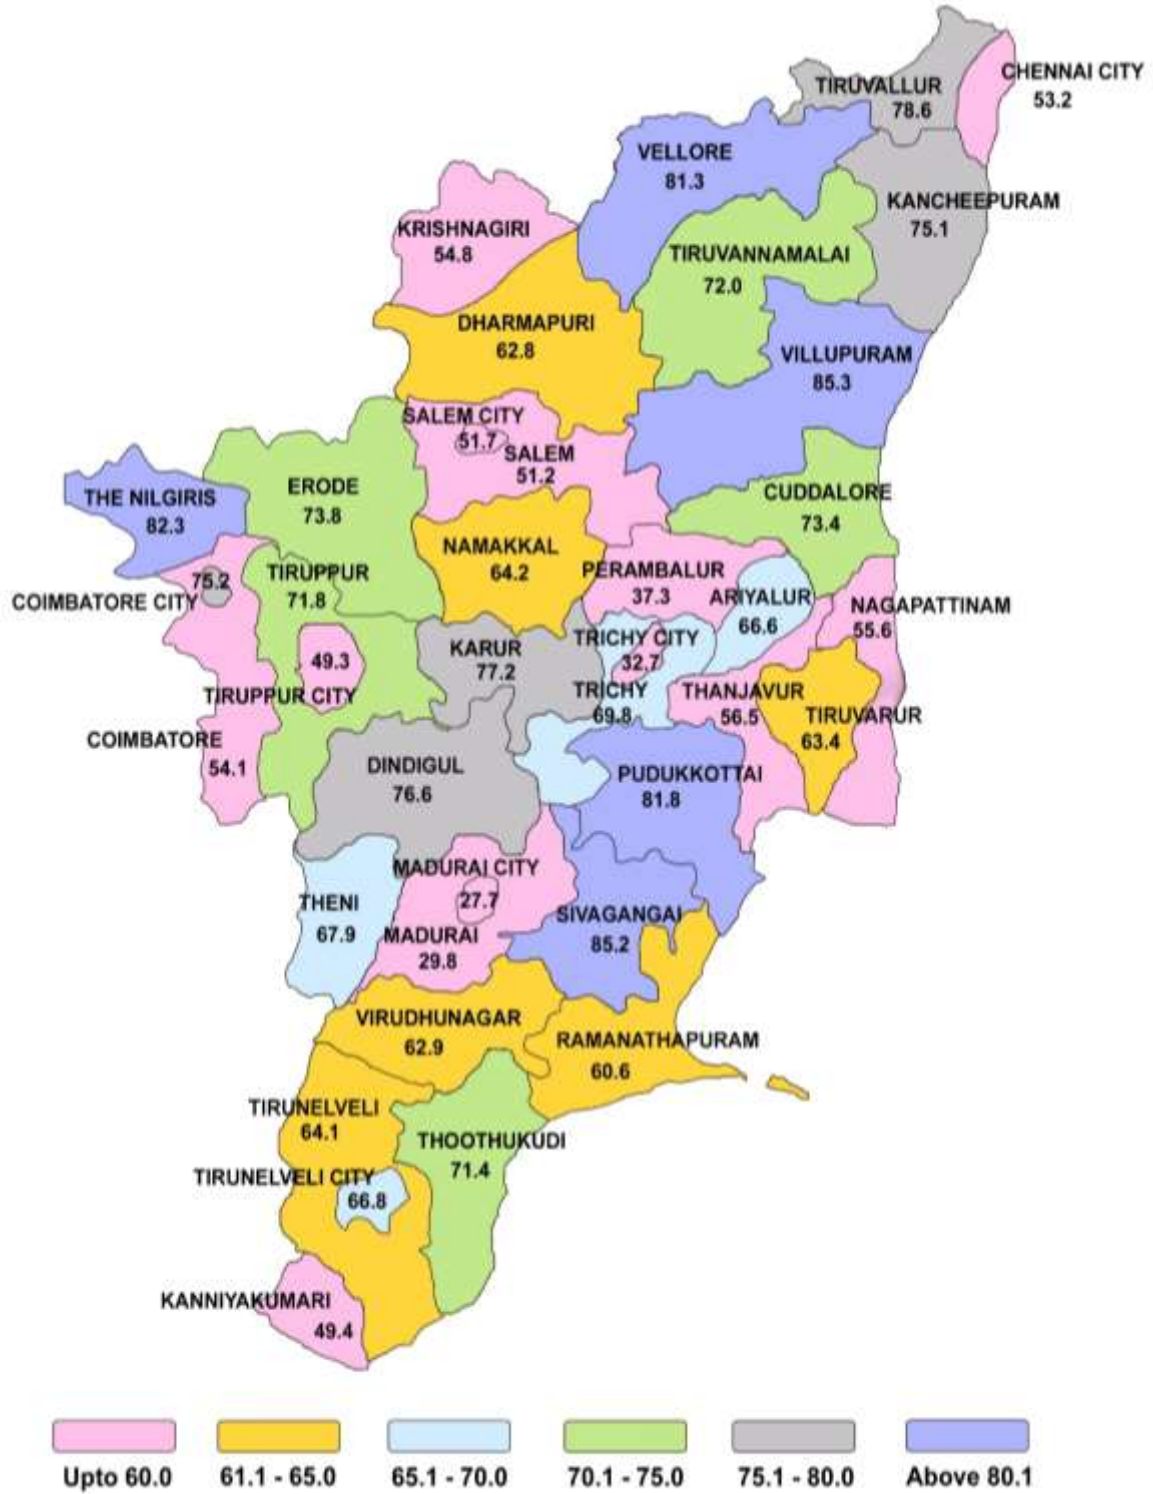 CHENNAI CITY
53.2
TIRUVALLUR
78.6
VELLORE
81.3
KANCHEEPURAM
75.1
KRISHNAGIRI
54.8
TIRUVANNAMALAI
72.0
DHARMAPURI
62.8
VILLUPURAM
85.3
SALEM CITY
51.7
SALEM
51.2
THE NILGIRIS
82.3
ERODE
73.8
CUDDALORE
73.4
NAMAKKAL
64.2
PERAMBALUR
37.3
ARIYALUR
66.6
NAGAPATTINAM
55.6
75.2
COIMBATORE CITY
TIRUPPUR
71.8
TRICHY CITY
32.7
KARUR
77.2
49.3
TIRUPPUR CITY
TRICHY
69.8
THANJAVUR
56.5
TIRUVARUR
63.4
COIMBATORE
54.1
DINDIGUL
76.6
PUDUKKOTTAI
81.8
MADURAI CITY
27.7
THENI
67.9
MADURAI
29.8
SIVAGANGAI
85.2
VIRUDHUNAGAR
62.9
RAMANATHAPURAM
60.6
TIRUNELVELI
64.1
THOOTHUKUDI
71.4
TIRUNELVELI CITY
66.8
KANNIYAKUMARI
49.4
Upto 60.0
61.1 - 65.0
65.1 - 70.0
70.1 - 75.0
75.1 - 80.0
Above 80.1